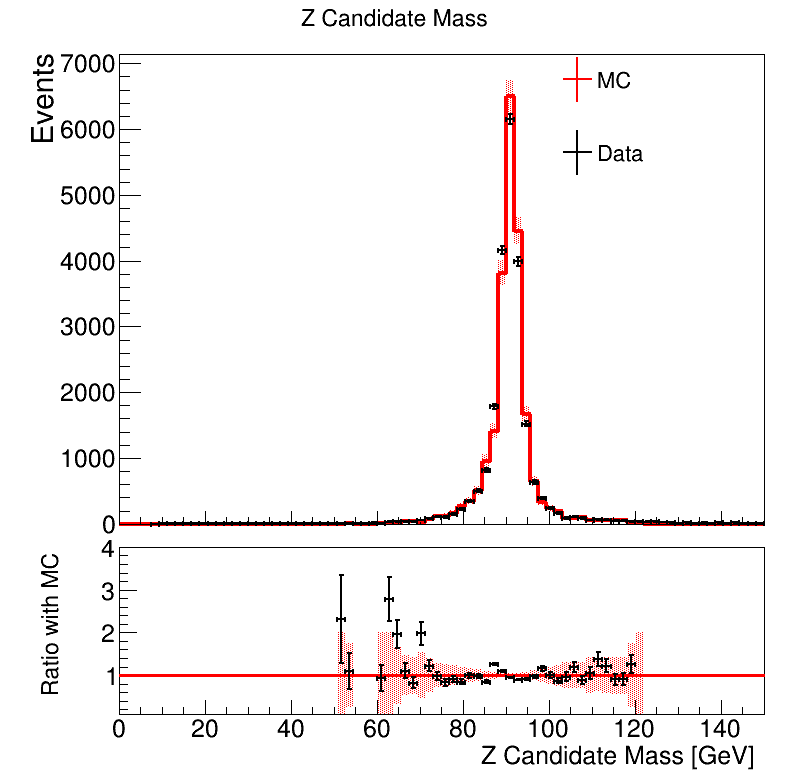 Z Candidate Mass
Events
7000
6000
5000
4000
3000
2000
1000
0
MC
Data
Ratio with MC
4
3
2
1
0 20 40 60 80 100 120 140
Z Candidate Mass [GeV]